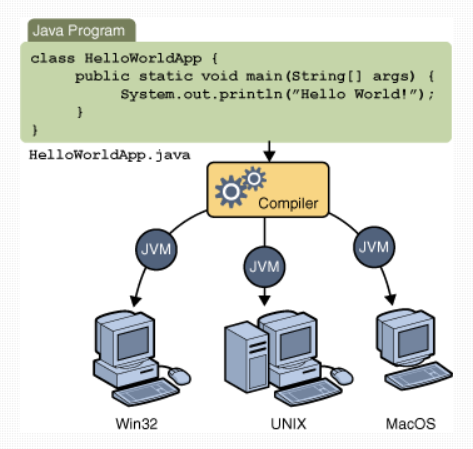 Java Program
class HelloWorldApp {
public static void main(String[] args) {
System.out.println(”Hello World!”);
}
}
HelloWorldApp.java
Compiler
JVM
JVM
JVM
Win32
UNIX
MacOS